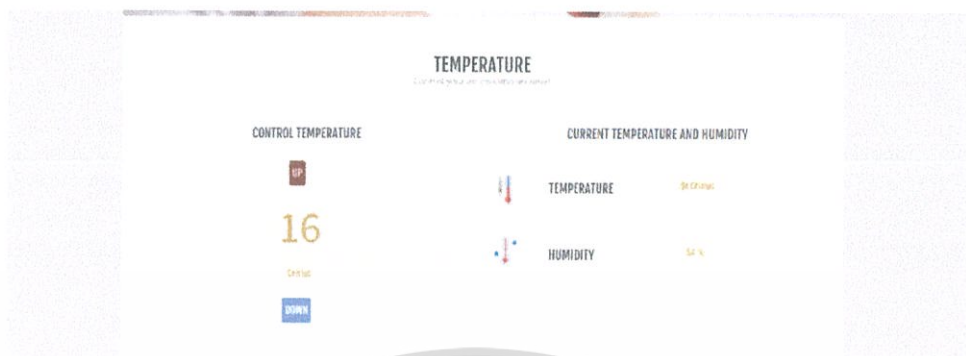 TEMPERATURE
CONTROL TEMPERATURE
UP
16
DOWN
CURRENT TEMPERATURE AND HUMIDITY
TEMPERATURE
HUMIDITY